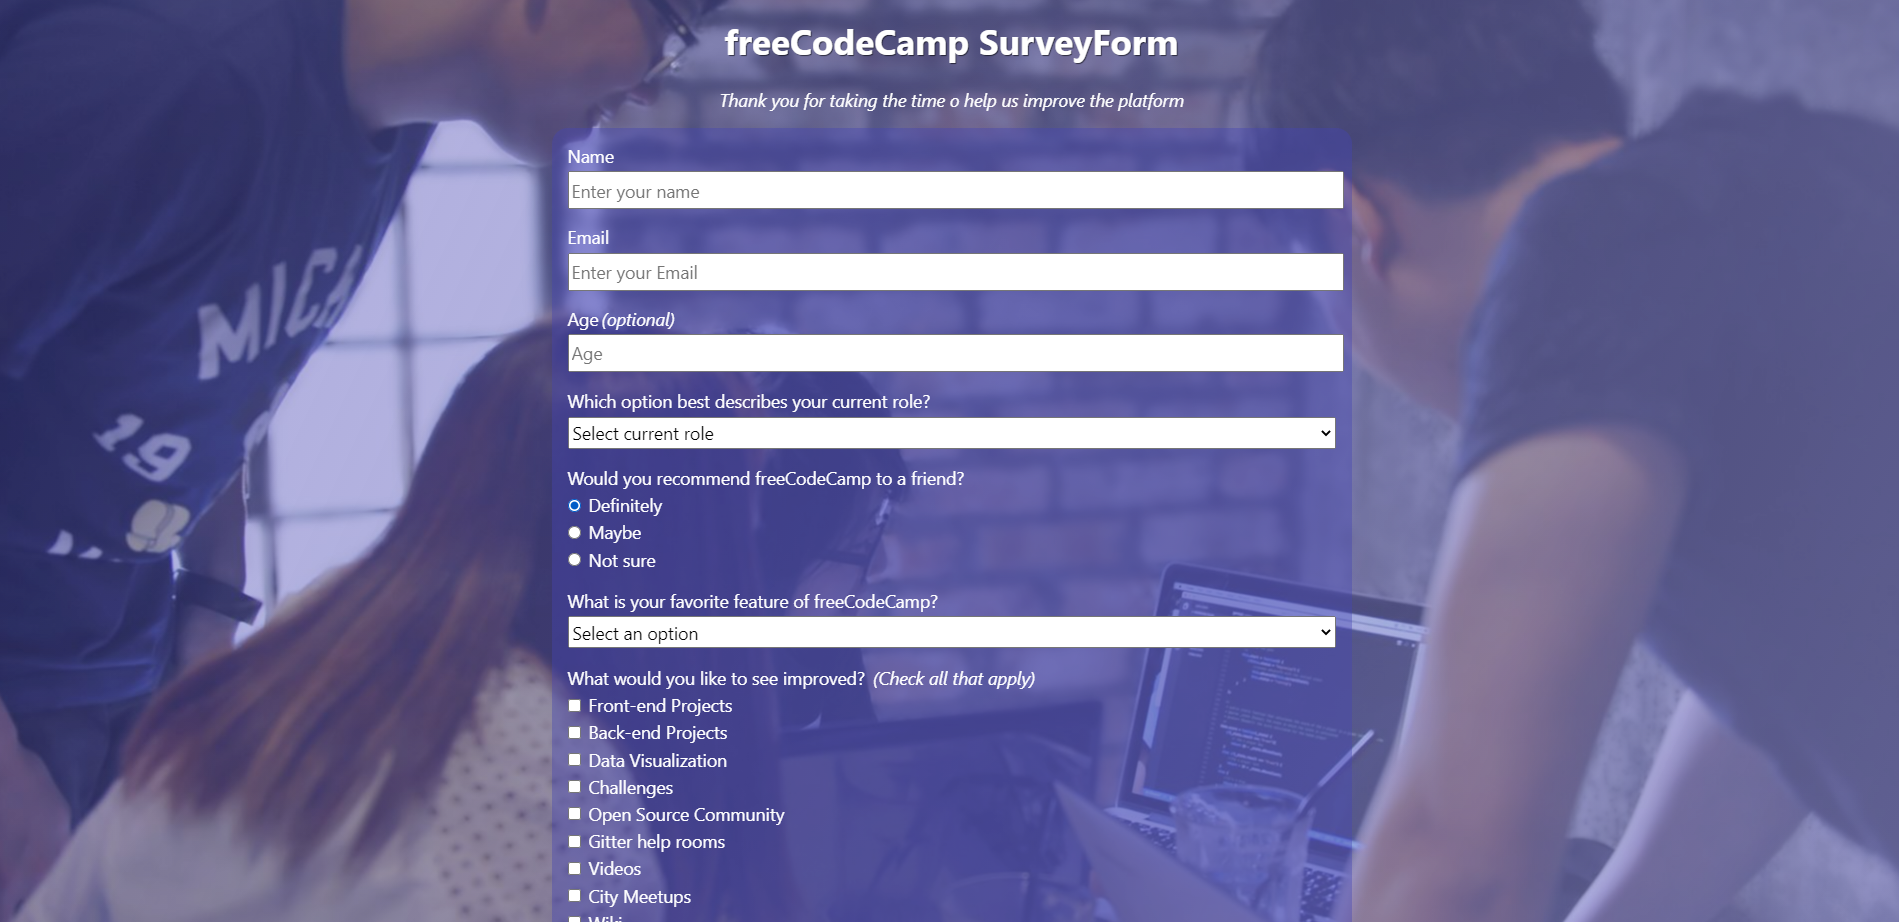 freeCodeCamp SurveyForm
Thank you for taking the time o help us improve the platform
Name
Enter your name
Email
Enter your Email
Age (optional)
Age
Which option best describes your current role?
Select current role
Would you recommend freeCodeCamp to a friend?
Definitely
Maybe
Not sure
What is your favorite feature of freeCodeCamp?
Select an option
What would you like to see improved? (Check all that apply)
Front-end Projects
Back-end Projects
Data Visualization
Challenges
Open Source Community
Gitter help rooms
Videos
City Meetups
Wiki
MICH
19